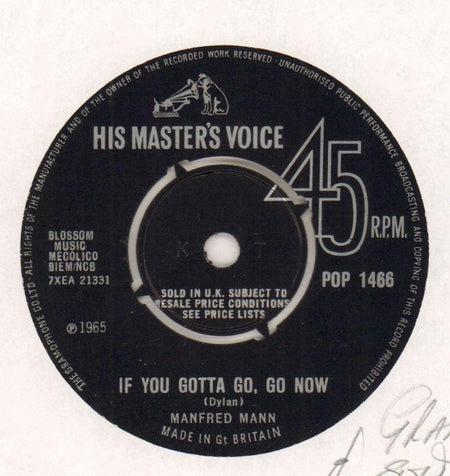 ALL RIGHTS OF THE MANUFACTURER AND OF THE OWNER OF THE RECORDED WORK RESERVED · UNAUTHORISED PUBLIC PERFORMANCE BROADCASTING AND COPYING OF THIS RECORD PROHIBITED
THE GRAMOPHONE CO. LTD.
HIS MASTER'S VOICE
45
R.P.M.
BLOSSOM
MUSIC
MECOLICO
BIEM/NCB
7XEA 21331
POP 1466
SOLD IN U.K. SUBJECT TO
RESALE PRICE CONDITIONS
SEE PRICE LISTS
℗1965
IF YOU GOTTA GO, GO NOW
(Dylan)
MANFRED MANN
MADE IN Gt BRITAIN